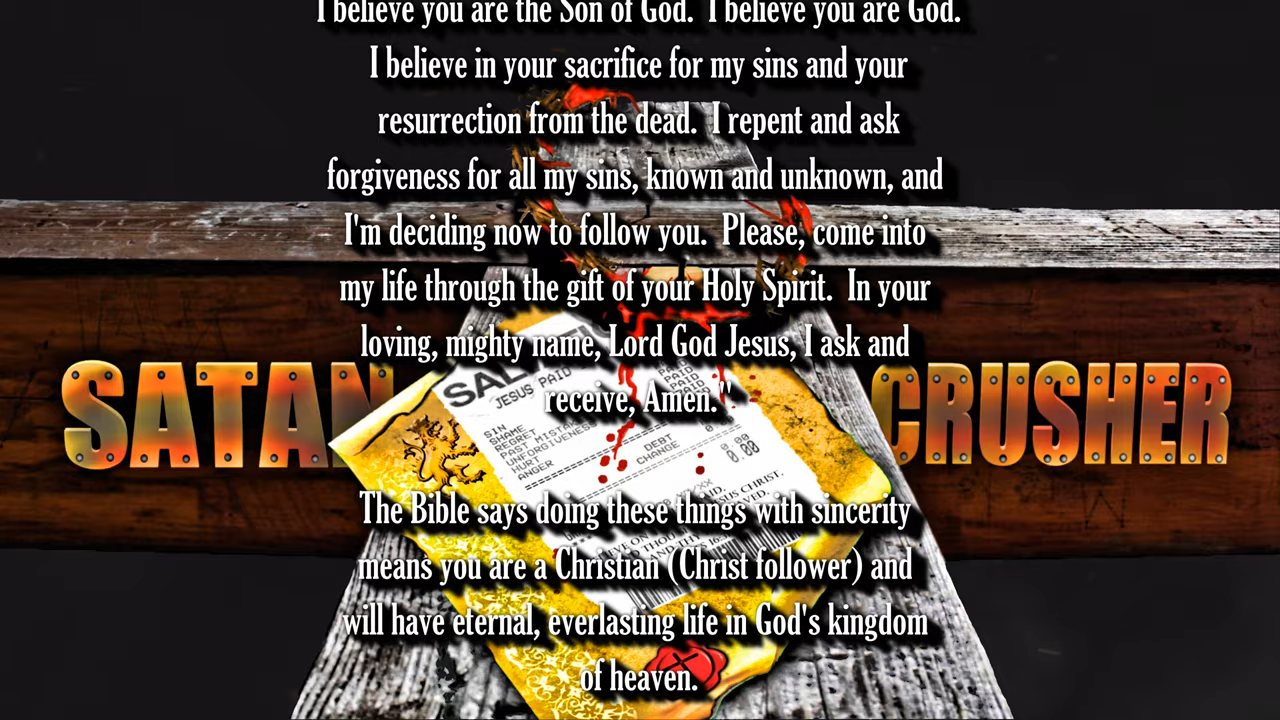 I believe you are the Son of God.  I believe you are God.
I believe in your sacrifice for my sins and your
resurrection from the dead.  I repent and ask
forgiveness for all my sins, known and unknown, and
I'm deciding now to follow you.  Please, come into
my life through the gift of your Holy Spirit.  In your
loving, mighty name, Lord God Jesus, I ask and
receive, Amen."
SATAN
CRUSHER
JESUS PAID
SIN
SHAME
REGRET
PAST
UNFORGIVENESS
HURT
ANGER
PAID
PAID
PAID
DEBT 0.00
CHANGE 0.00
The Bible says doing these things with sincerity
means you are a Christian (Christ follower) and
will have eternal, everlasting life in God's kingdom
of heaven.